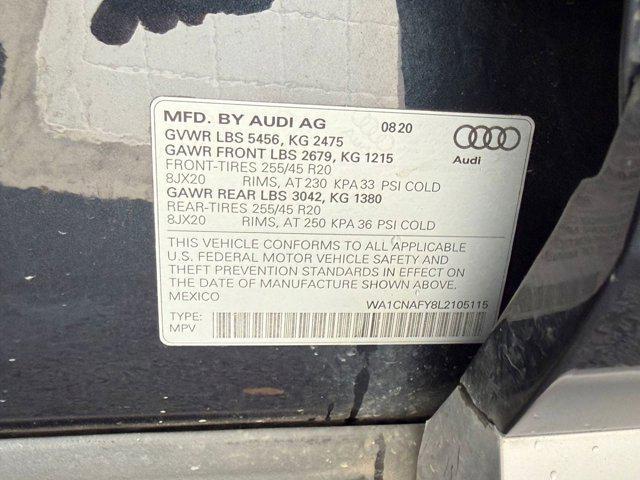 MFD. BY AUDI AG 0820
GVWR LBS 5456, KG 2475
GAWR FRONT LBS 2679, KG 1215
FRONT-TIRES 255/45 R20
8JX20 RIMS, AT 230 KPA 33 PSI COLD
GAWR REAR LBS 3042, KG 1380
REAR-TIRES 255/45 R20
8JX20 RIMS, AT 250 KPA 36 PSI COLD
Audi
THIS VEHICLE CONFORMS TO ALL APPLICABLE
U.S. FEDERAL MOTOR VEHICLE SAFETY AND
THEFT PREVENTION STANDARDS IN EFFECT ON
THE DATE OF MANUFACTURE SHOWN ABOVE.
MEXICO WA1CNAFY8L2105115
TYPE:
MPV